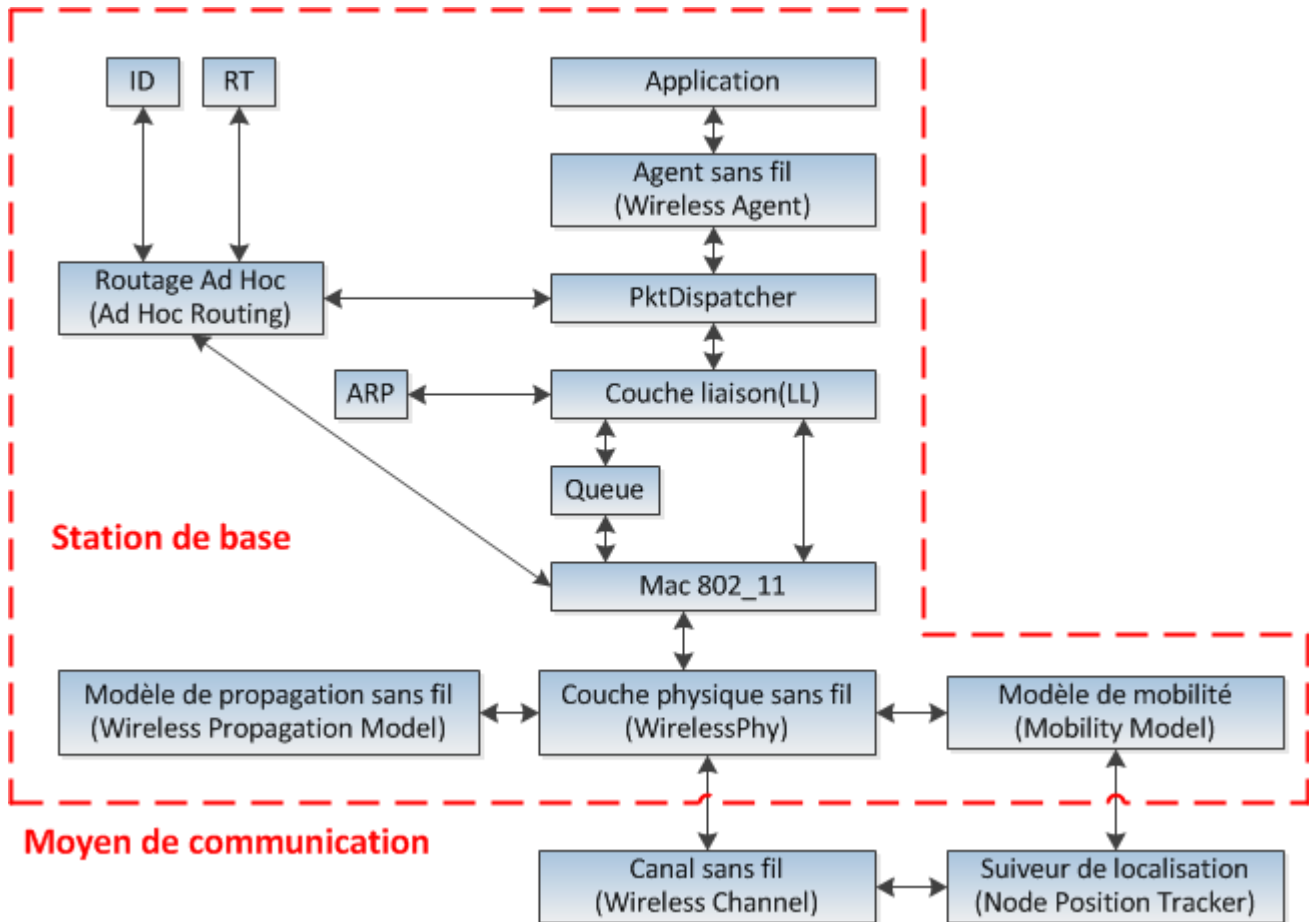 ID
RT
Application
Agent sans fil
(Wireless Agent)
Routage Ad Hoc
(Ad Hoc Routing)
PktDispatcher
ARP
Couche liaison(LL)
Queue
Station de base
Mac 802_11
Modèle de propagation sans fil
(Wireless Propagation Model)
Couche physique sans fil
(WirelessPhy)
Modèle de mobilité
(Mobility Model)
Moyen de communication
Canal sans fil
(Wireless Channel)
Suiveur de localisation
(Node Position Tracker)